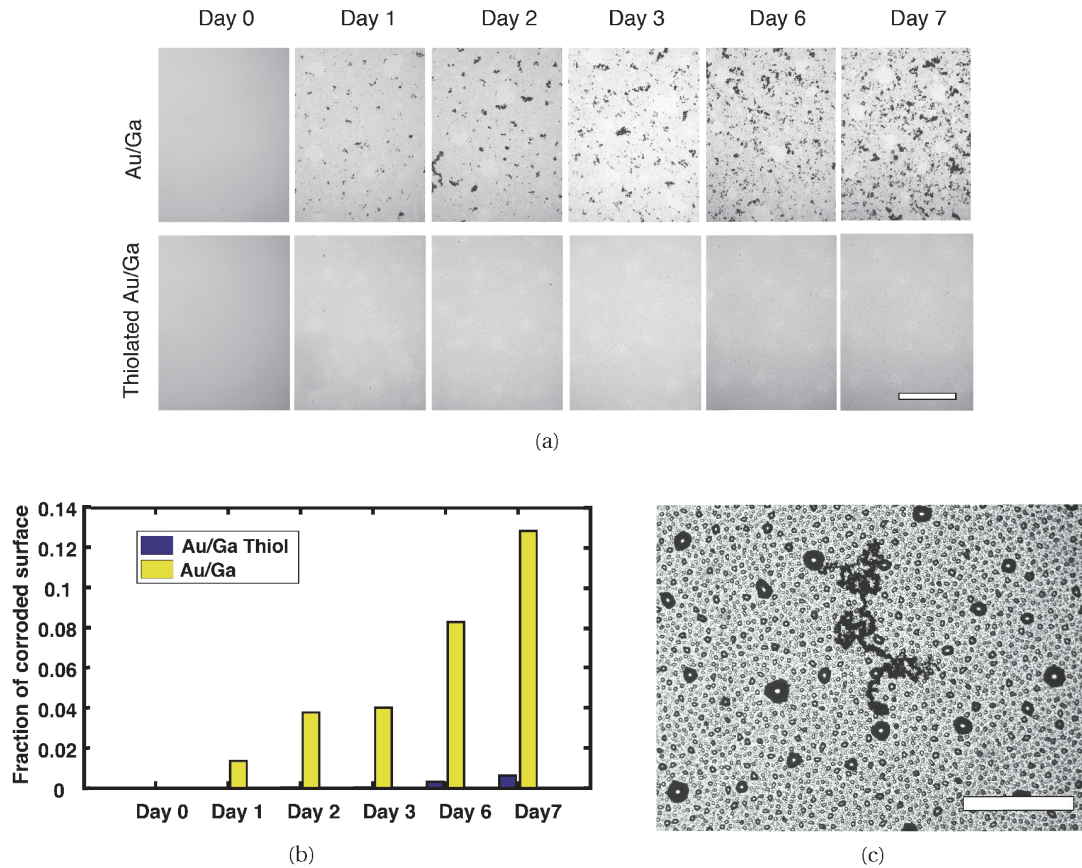 Day 0 Day 1 Day 2 Day 3 Day 6 Day 7
Au/Ga
Thiolated Au/Ga
(a)
Fraction of corroded surface
0.14
0.12
0.1
0.08
0.06
0.04
0.02
0
Au/Ga Thiol
Au/Ga
Day 0 Day 1 Day 2 Day 3 Day 6 Day7
(b)
(c)